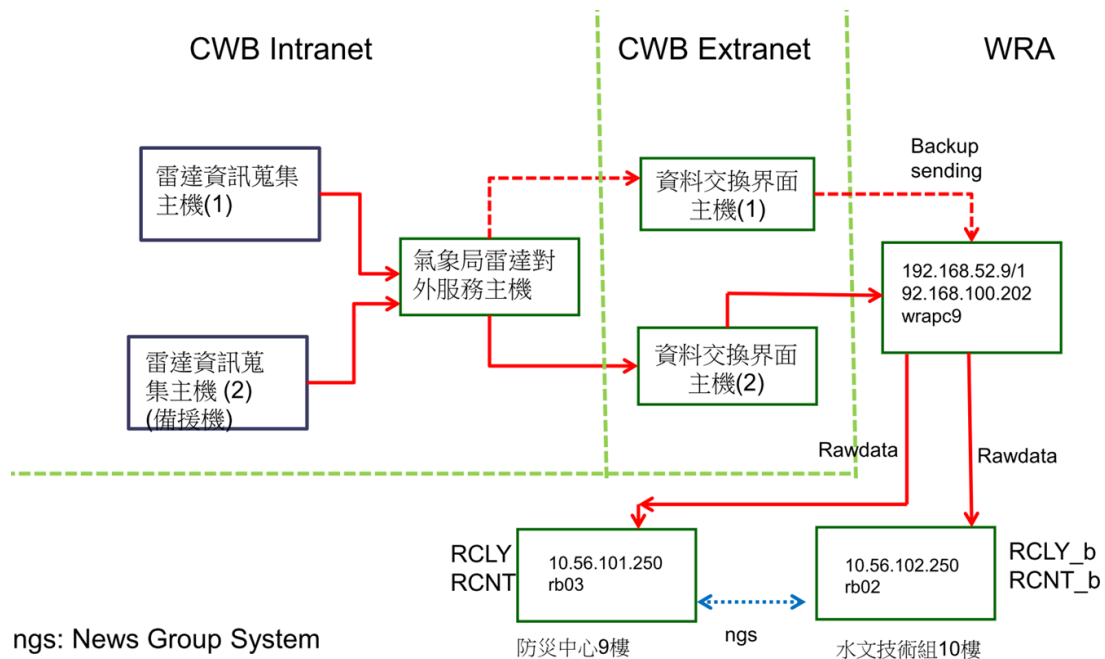 CWB Intranet
CWB Extranet
WRA
雷達資訊蒐集
主機(1)
資料交換界面
主機(1)
Backup
sending
氣象局雷達對
外服務主機
192.168.52.9/1
92.168.100.202
wrapc9
雷達資訊蒐
集主機 (2)
(備援機)
資料交換界面
主機(2)
Rawdata
Rawdata
RCLY
RCNT
10.56.101.250
rb03
10.56.102.250
rb02
RCLY_b
RCNT_b
ngs
ngs: News Group System
防災中心9樓
水文技術組10樓